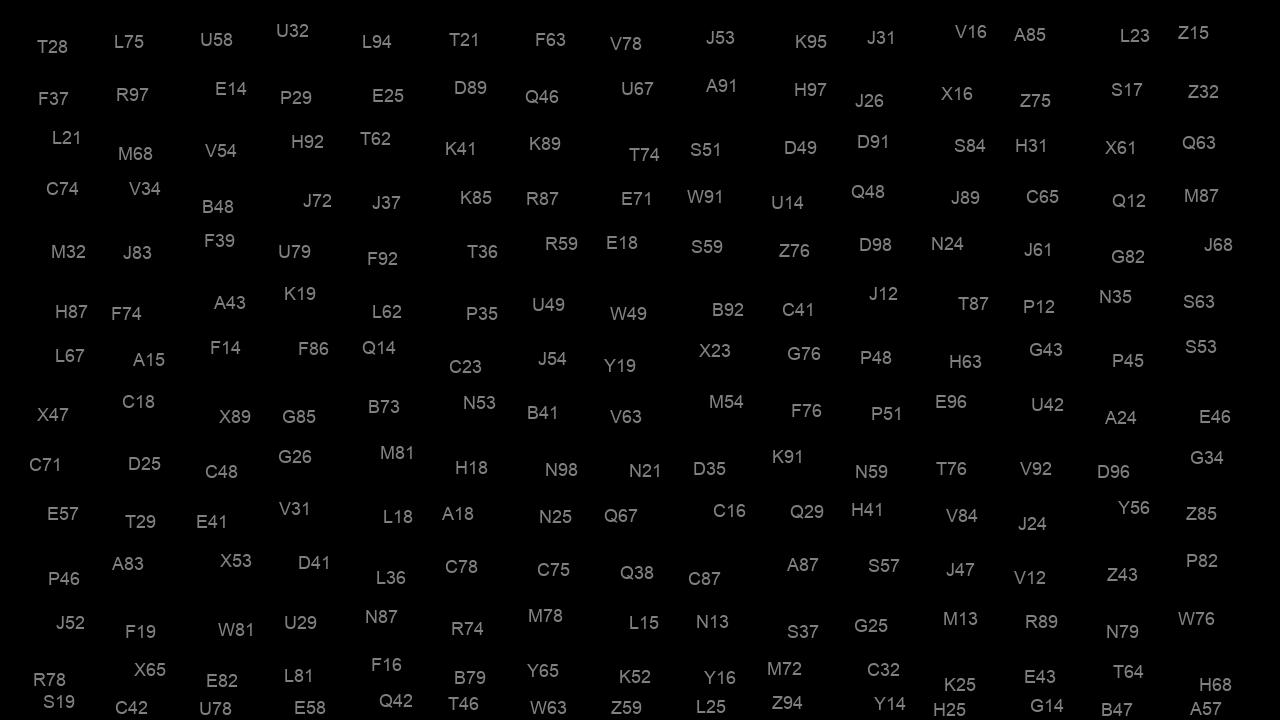 T28 L75 U58 U32 L94 T21 F63 V78 J53 K95 J31 V16 A85 L23 Z15
F37 R97 E14 P29 E25 D89 Q46 U67 A91 H97 J26 X16 Z75 S17 Z32
L21 M68 V54 H92 T62 K41 K89 T74 S51 D49 D91 S84 H31 X61 Q63
C74 V34 B48 J72 J37 K85 R87 E71 W91 U14 Q48 J89 C65 Q12 M87
M32 J83 F39 U79 F92 T36 R59 E18 S59 Z76 D98 N24 J61 G82 J68
H87 F74 A43 K19 L62 P35 U49 W49 B92 C41 J12 T87 P12 N35 S63
L67 A15 F14 F86 Q14 C23 J54 Y19 X23 G76 P48 H63 G43 P45 S53
X47 C18 X89 G85 B73 N53 B41 V63 M54 F76 P51 E96 U42 A24 E46
C71 D25 C48 G26 M81 H18 N98 N21 D35 K91 N59 T76 V92 D96 G34
E57 T29 E41 V31 L18 A18 N25 Q67 C16 Q29 H41 V84 J24 Y56 Z85
P46 A83 X53 D41 L36 C78 C75 Q38 C87 A87 S57 J47 V12 Z43 P82
J52 F19 W81 U29 N87 R74 M78 L15 N13 S37 G25 M13 R89 N79 W76
R78 X65 E82 L81 F16 B79 Y65 K52 Y16 M72 C32 K25 E43 T64 H68
S19 C42 U78 E58 Q42 T46 W63 Z59 L25 Z94 Y14 H25 G14 B47 A57